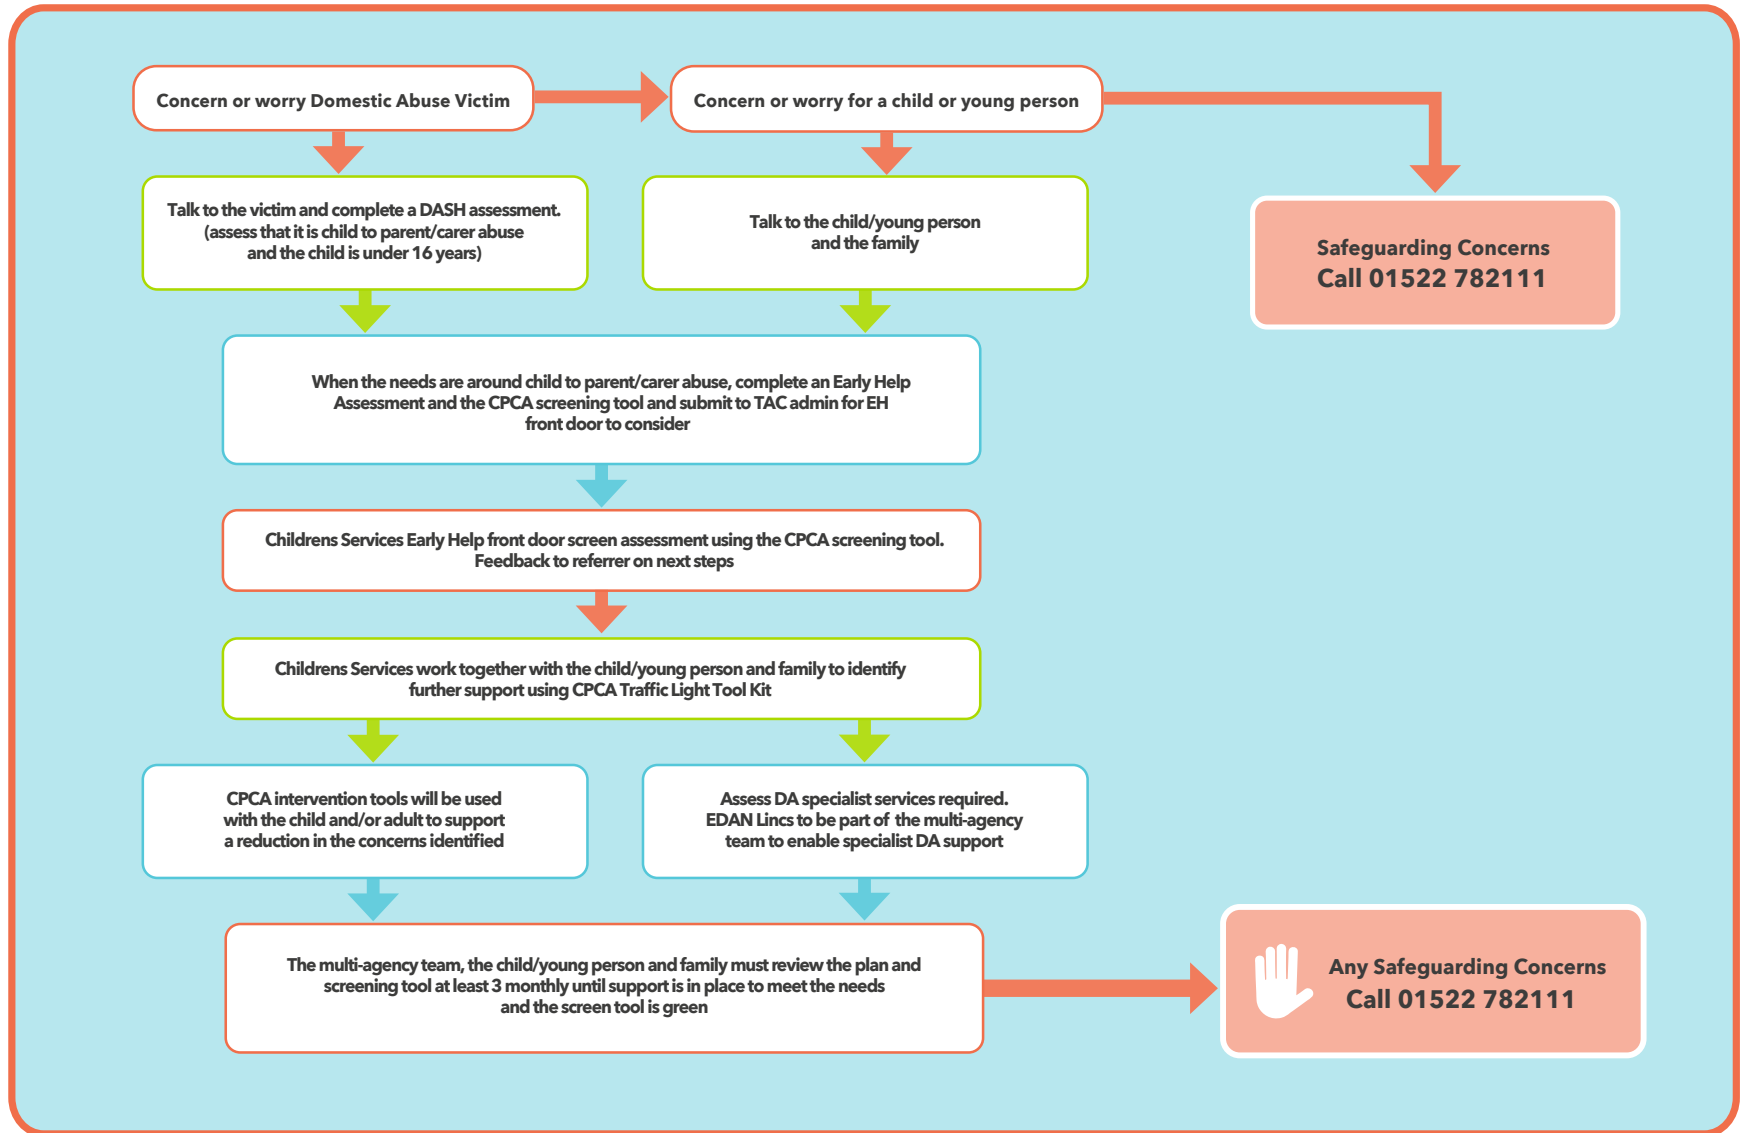 Concern or worry Domestic Abuse Victim
Concern or worry for a child or young person
Talk to the victim and complete a DASH assessment.
(assess that it is child to parent/carer abuse
and the child is under 16 years)
Talk to the child/young person
and the family
Safeguarding Concerns
Call 01522 782111
When the needs are around child to parent/carer abuse, complete an Early Help
Assessment and the CPCA screening tool and submit to TAC admin for EH
front door to consider
Childrens Services Early Help front door screen assessment using the CPCA screening tool.
Feedback to referrer on next steps
Childrens Services work together with the child/young person and family to identify
further support using CPCA Traffic Light Tool Kit
CPCA intervention tools will be used
with the child and/or adult to support
a reduction in the concerns identified
Assess DA specialist services required.
EDAN Lincs to be part of the multi-agency
team to enable specialist DA support
The multi-agency team, the child/young person and family must review the plan and
screening tool at least 3 monthly until support is in place to meet the needs
and the screen tool is green
Any Safeguarding Concerns
Call 01522 782111